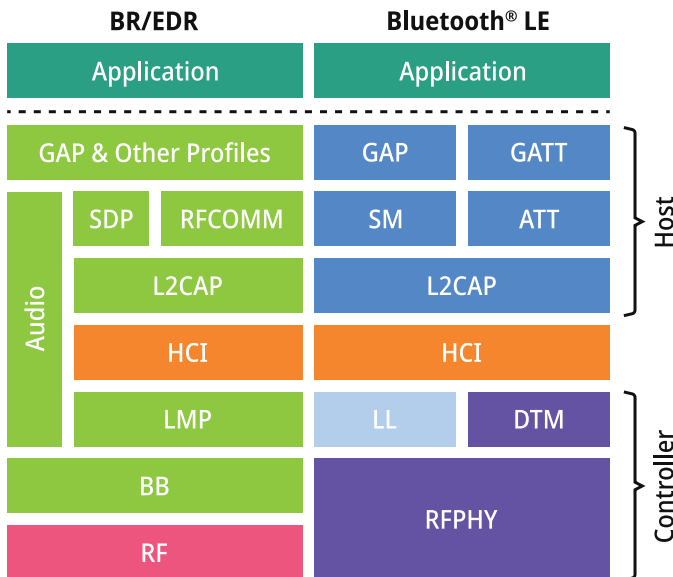 BR/EDR
Bluetooth® LE
Application
Application
GAP & Other Profiles
GAP
GATT
SDP
RFCOMM
SM
ATT
Host
L2CAP
L2CAP
Audio
HCI
HCI
LMP
LL
DTM
BB
RFPHY
Controller
RF